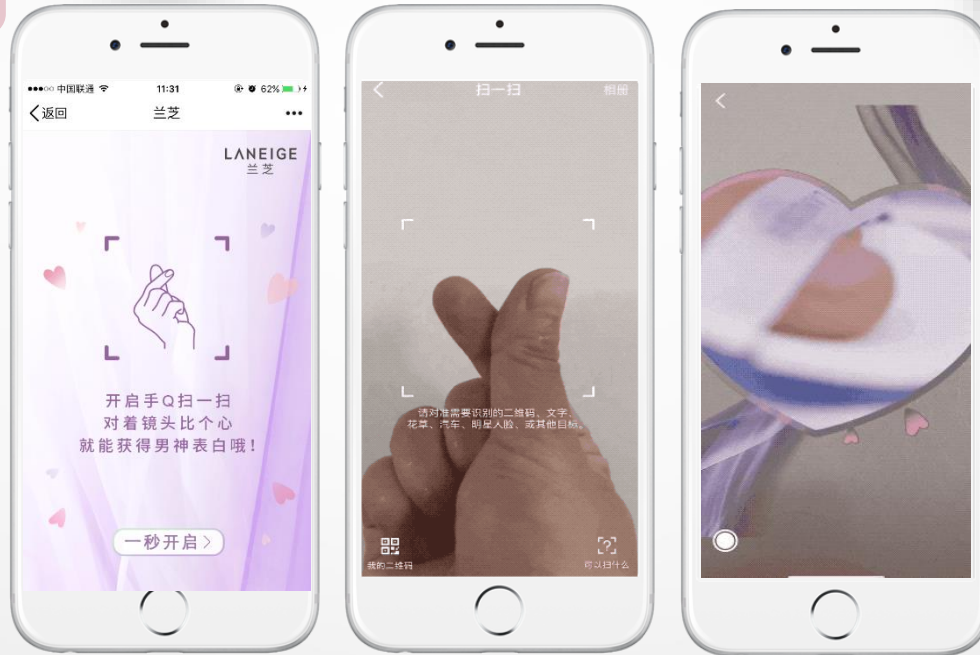 中国联通
11:31
62%
返回
兰芝
LANEIGE
兰芝
开启手Q扫一扫
对着镜头比个心
就能获得男神表白哦！
一秒开启
扫一扫
相册
请对准需要识别的二维码、文字、
花草、汽车、明星人脸、或其他目标。
我的二维码
可以扫什么